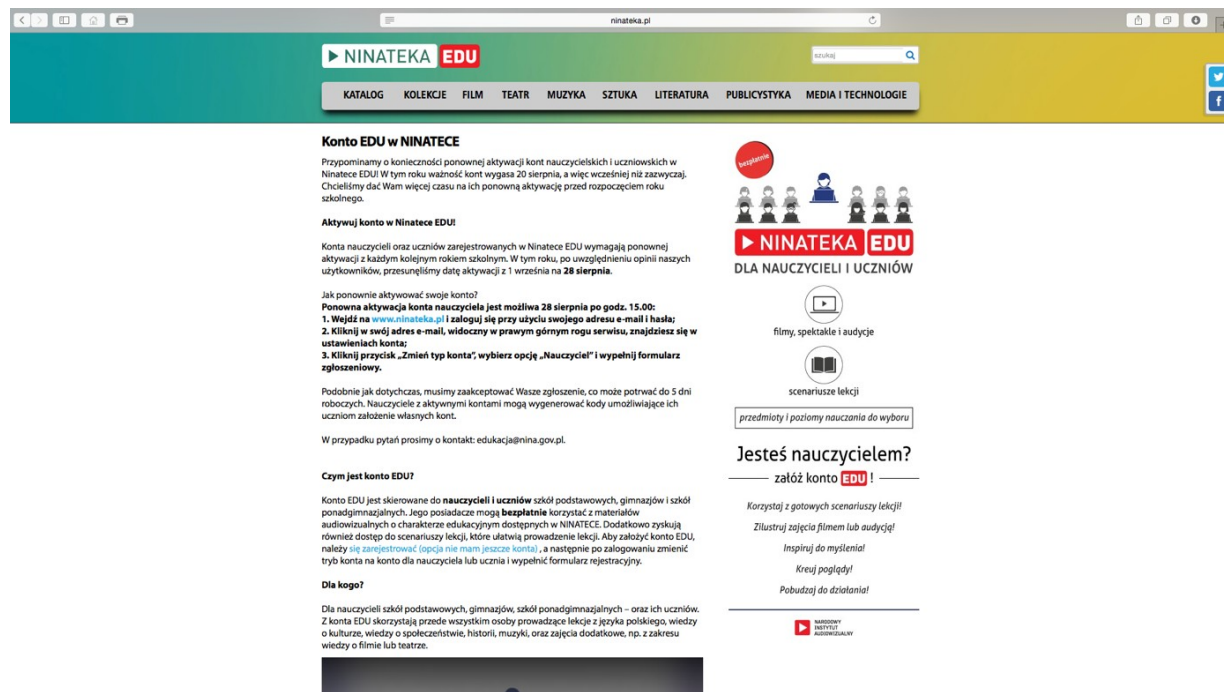 ninateka.pl
NINATEKA EDU
szukaj
KATALOG KOLEKCJE FILM TEATR MUZYKA SZTUKA LITERATURA PUBLICYSTYKA MEDIA I TECHNOLOGIE
Konto EDU w NINATECE
Przypominamy o konieczności ponownej aktywacji kont nauczycielskich i uczniowskich w
Ninatece EDU! W tym roku ważność kont wygasa 20 sierpnia, a więc wcześniej niż zazwyczaj.
Chcieliśmy dać Wam więcej czasu na ich ponowną aktywację przed rozpoczęciem roku
szkolnego.
Aktywuj konto w Ninatece EDU!
Konta nauczycieli oraz uczniów zarejestrowanych w Ninatece EDU wymagają ponownej
aktywacji z każdym kolejnym rokiem szkolnym. W tym roku, po uwzględnieniu opinii naszych
użytkowników, przesunęliśmy datę aktywacji z 1 września na 28 sierpnia.
Jak ponownie aktywować swoje konto?
Ponowna aktywacja konta nauczyciela jest możliwa 28 sierpnia po godz. 15.00:
1. Wejdź na www.ninateka.pl i zaloguj się przy użyciu swojego adresu e-mail i hasła;
2. Kliknij w swój adres e-mail, widoczny w prawym górnym rogu serwisu, znajdziesz się w
ustawieniach konta;
3. Kliknij przycisk „Zmień typ konta”, wybierz opcję „Nauczyciel” i wypełnij formularz
zgłoszeniowy.
Podobnie jak dotychczas, musimy zaakceptować Wasze zgłoszenie, co może potrwać do 5 dni
roboczych. Nauczyciele z aktywnymi kontami mogą wygenerować kody umożliwiające ich
uczniom założenie własnych kont.
W przypadku pytań prosimy o kontakt: edukacja@nina.gov.pl.
Czym jest konto EDU?
Konto EDU jest skierowane do nauczycieli i uczniów szkół podstawowych, gimnazjów i szkół
ponadgimnazjalnych. Jego posiadacze mogą bezpłatnie korzystać z materiałów
audiowizualnych o charakterze edukacyjnym dostępnych w NINATECE. Dodatkowo zyskują
również dostęp do scenariuszy lekcji, które ułatwią prowadzenie lekcji. Aby założyć konto EDU,
należy się zarejestrować (opcja nie mam jeszcze konta) , a następnie po zalogowaniu zmienić
tryb konta na konto dla nauczyciela lub ucznia i wypełnić formularz rejestracyjny.
Dla kogo?
Dla nauczycieli szkół podstawowych, gimnazjów, szkół ponadgimnazjalnych – oraz ich uczniów.
Z konta EDU skorzystają przede wszystkim osoby prowadzące lekcje z języka polskiego, wiedzy
o kulturze, wiedzy o społeczeństwie, historii, muzyki, oraz zajęcia dodatkowe, np. z zakresu
wiedzy o filmie lub teatrze.
bezpłatnie
NINATEKA EDU
DLA NAUCZYCIELI I UCZNIÓW
filmy, spektakle i audycje
scenariusze lekcji
przedmioty i poziomy nauczania do wyboru
Jesteś nauczycielem?
załóż konto EDU !
Korzystaj z gotowych scenariuszy lekcji!
Zilustruj zajęcia filmem lub audycją!
Inspiruj do myślenia!
Kreuj poglądy!
Pobudzaj do działania!
NARODOWY
INSTYTUT
AUDIOWIZUALNY